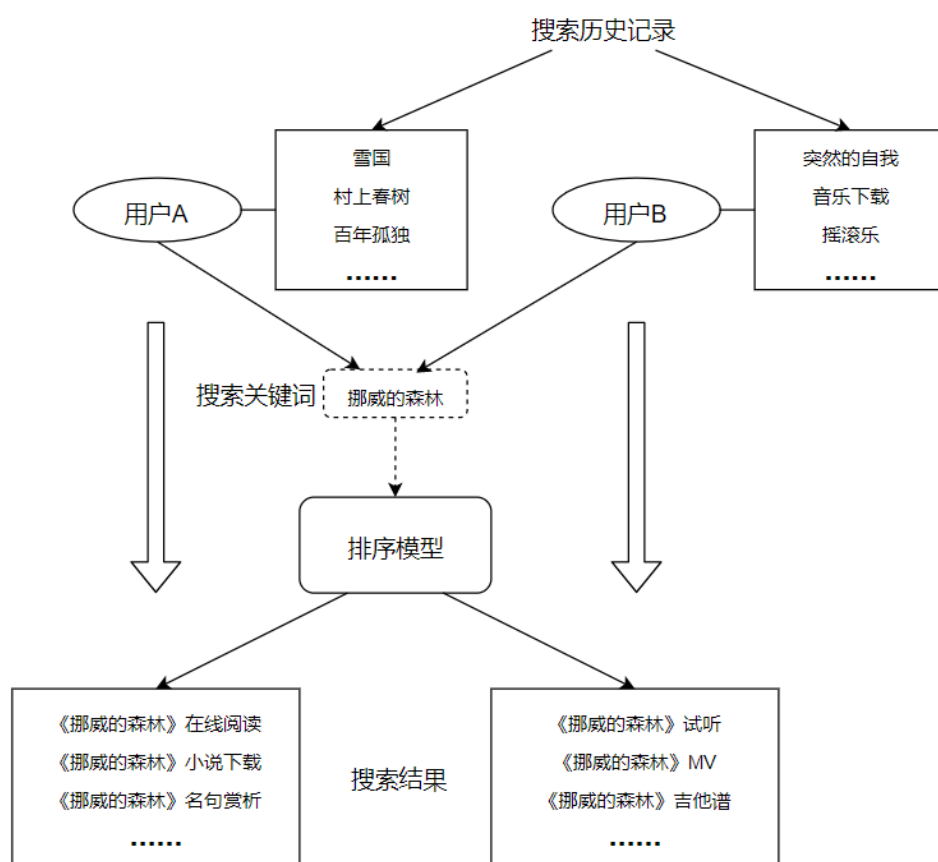 搜索历史记录
雪国
村上春树
百年孤独
……
用户A
突然的自我
音乐下载
摇滚乐
……
用户B
搜索关键词
挪威的森林
排序模型
《挪威的森林》在线阅读
《挪威的森林》小说下载
《挪威的森林》名句赏析
……
搜索结果
《挪威的森林》试听
《挪威的森林》MV
《挪威的森林》吉他谱
……